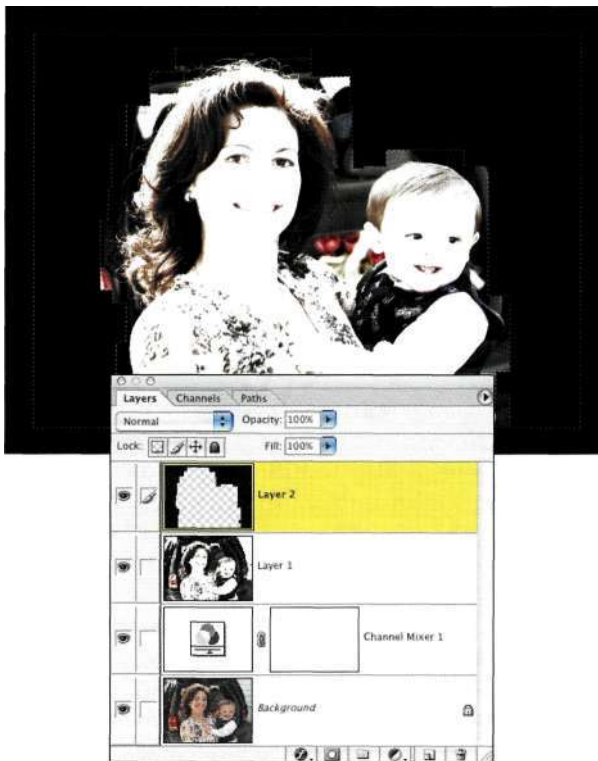 Layers Channels Paths
Normal Opacity: 100%
Lock: Fill: 100%
Layer 2
Layer 1
Channel Mixer 1
Background